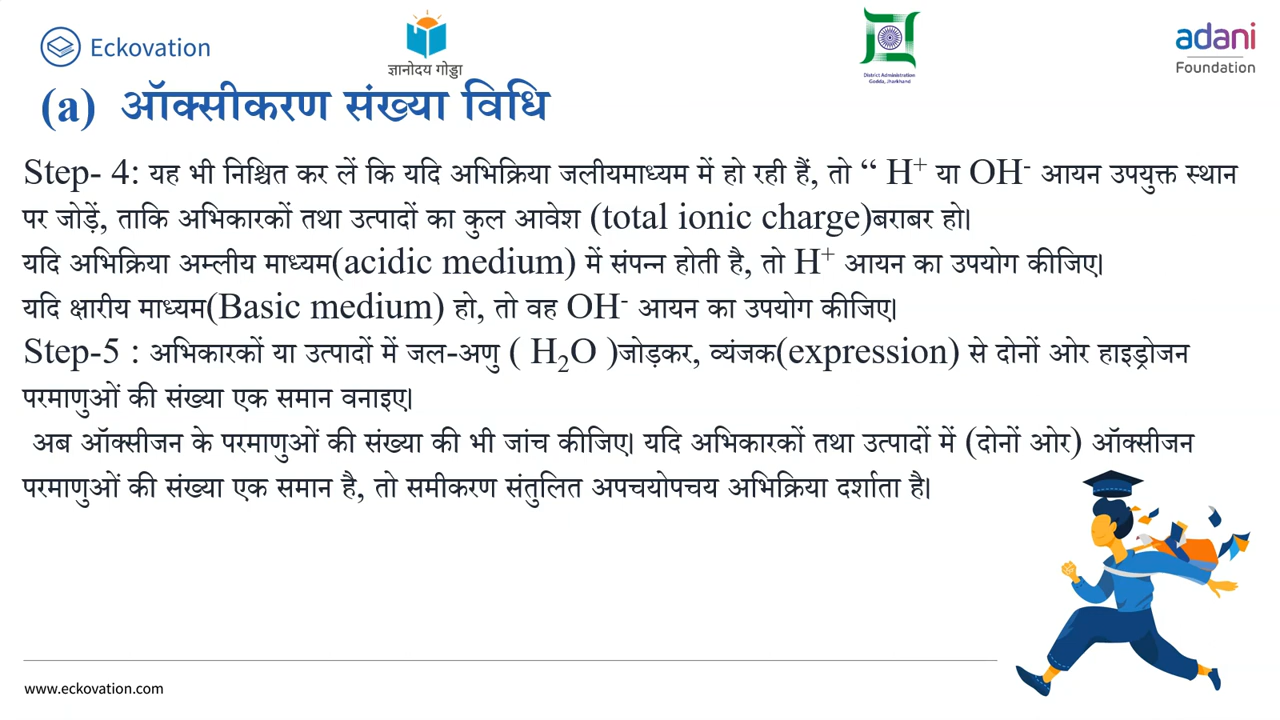 Eckovation
ज्ञानोदय गोड्डा
District Administration
Godda, Jharkhand
adani
Foundation
(a) ऑक्सीकरण संख्या विधि
Step- 4: यह भी निश्चित कर लें कि यदि अभिक्रिया जलीयमाध्यम में हो रही हैं, तो “ H⁺ या OH⁻ आयन उपयुक्त स्थान
पर जोड़ें, ताकि अभिकारकों तथा उत्पादों का कुल आवेश (total ionic charge)बराबर हो।
यदि अभिक्रिया अम्लीय माध्यम(acidic medium) में संपन्न होती है, तो H⁺ आयन का उपयोग कीजिए।
यदि क्षारीय माध्यम(Basic medium) हो, तो वह OH⁻ आयन का उपयोग कीजिए।
Step-5 : अभिकारकों या उत्पादों में जल-अणु ( H₂O )जोड़कर, व्यंजक(expression) से दोनों ओर हाइड्रोजन
परमाणुओं की संख्या एक समान वनाइए।
अब ऑक्सीजन के परमाणुओं की संख्या की भी जांच कीजिए। यदि अभिकारकों तथा उत्पादों में (दोनों ओर) ऑक्सीजन
परमाणुओं की संख्या एक समान है, तो समीकरण संतुलित अपचयोपचय अभिक्रिया दर्शाता है।
www.eckovation.com